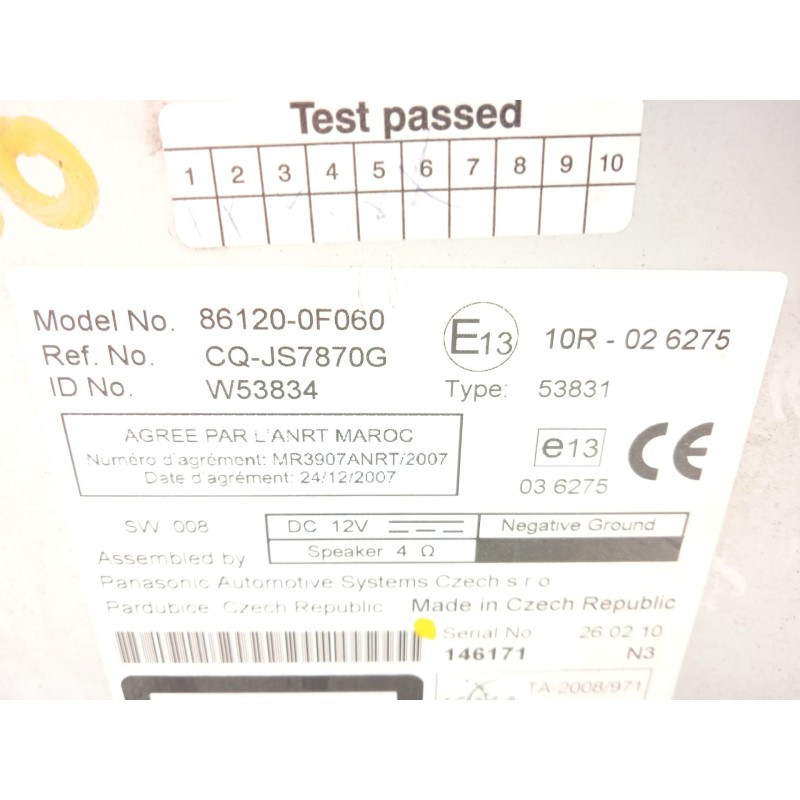 Test passed
1 2 3 4 5 6 7 8 9 10
Model No. 86120-0F060
Ref. No. CQ-JS7870G
ID No. W53834
E13 10R - 02 6275
Type: 53831
AGREE PAR L'ANRT MAROC
Numéro d'agrément: MR3907ANRT/2007
Date d'agrément: 24/12/2007
e13 CE
03 6275
SW 008
DC 12V Negative Ground
Speaker 4 Ω
Assembled by
Panasonic Automotive Systems Czech s r o
Pardubice, Czech Republic Made in Czech Republic
Serial No 26 02 10
146171 N3
TA-2008/971